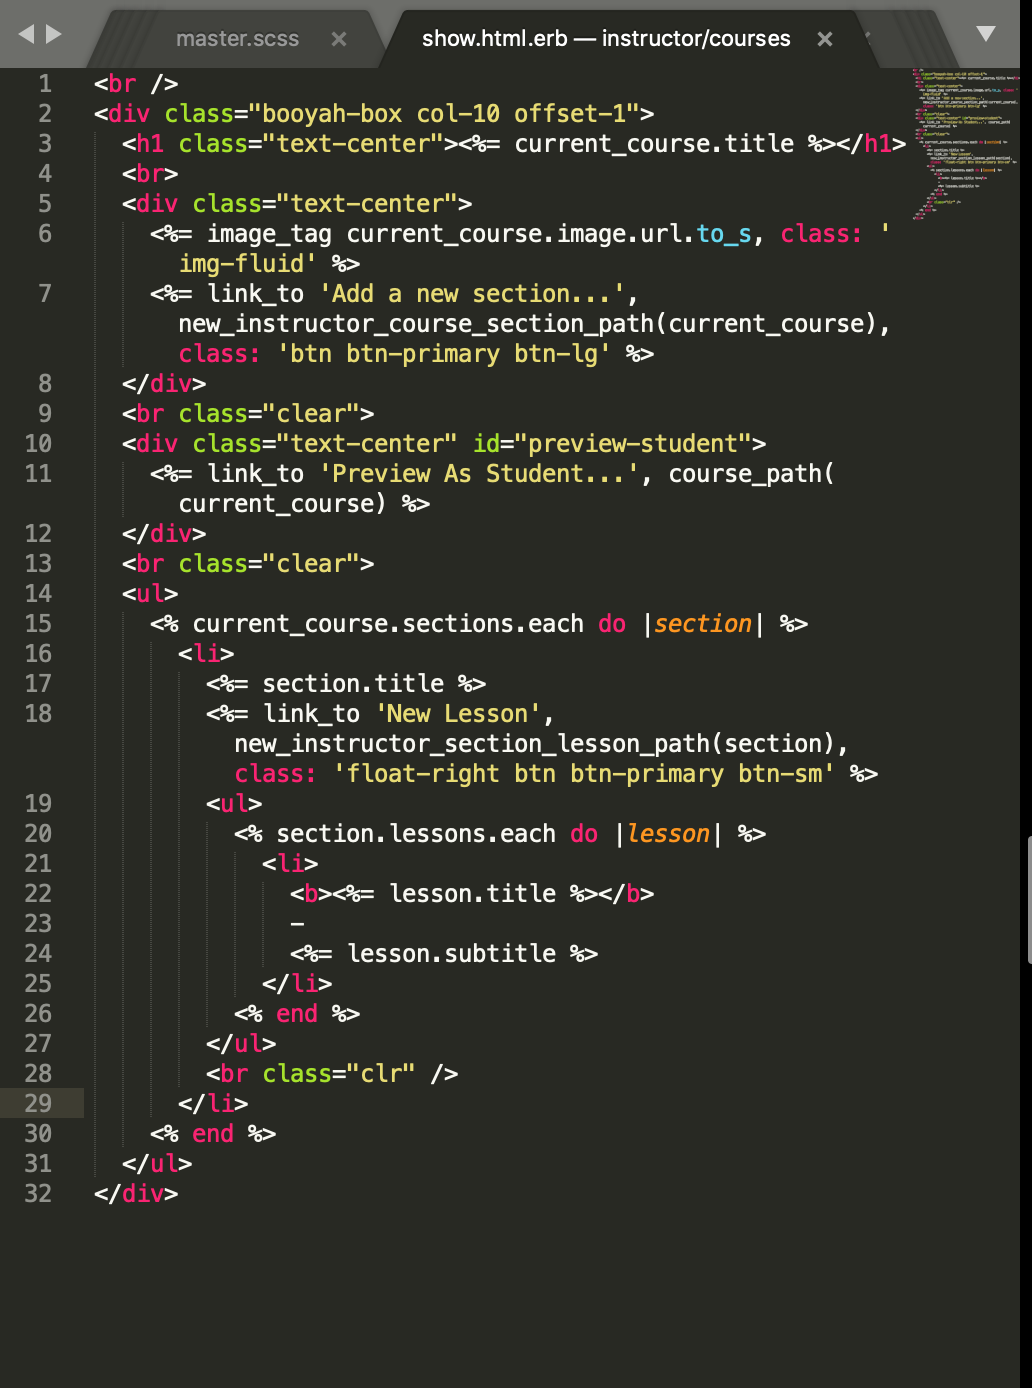 master.scss × show.html.erb — instructor/courses ×
1 <br />
2 <div class="booyah-box col-10 offset-1">
3 <h1 class="text-center"><%= current_course.title %></h1>
4 <br>
5 <div class="text-center">
6 <%= image_tag current_course.image.url.to_s, class: '
img-fluid' %>
7 <%= link_to 'Add a new section...',
new_instructor_course_section_path(current_course),
class: 'btn btn-primary btn-lg' %>
8 </div>
9 <br class="clear">
10 <div class="text-center" id="preview-student">
11 <%= link_to 'Preview As Student...', course_path(
current_course) %>
12 </div>
13 <br class="clear">
14 <ul>
15 <% current_course.sections.each do |section| %>
16 <li>
17 <%= section.title %>
18 <%= link_to 'New Lesson',
new_instructor_section_lesson_path(section),
class: 'float-right btn btn-primary btn-sm' %>
19 <ul>
20 <% section.lessons.each do |lesson| %>
21 <li>
22 <b><%= lesson.title %></b>
23 -
24 <%= lesson.subtitle %>
25 </li>
26 <% end %>
27 </ul>
28 <br class="clr" />
29 </li>
30 <% end %>
31 </ul>
32 </div>